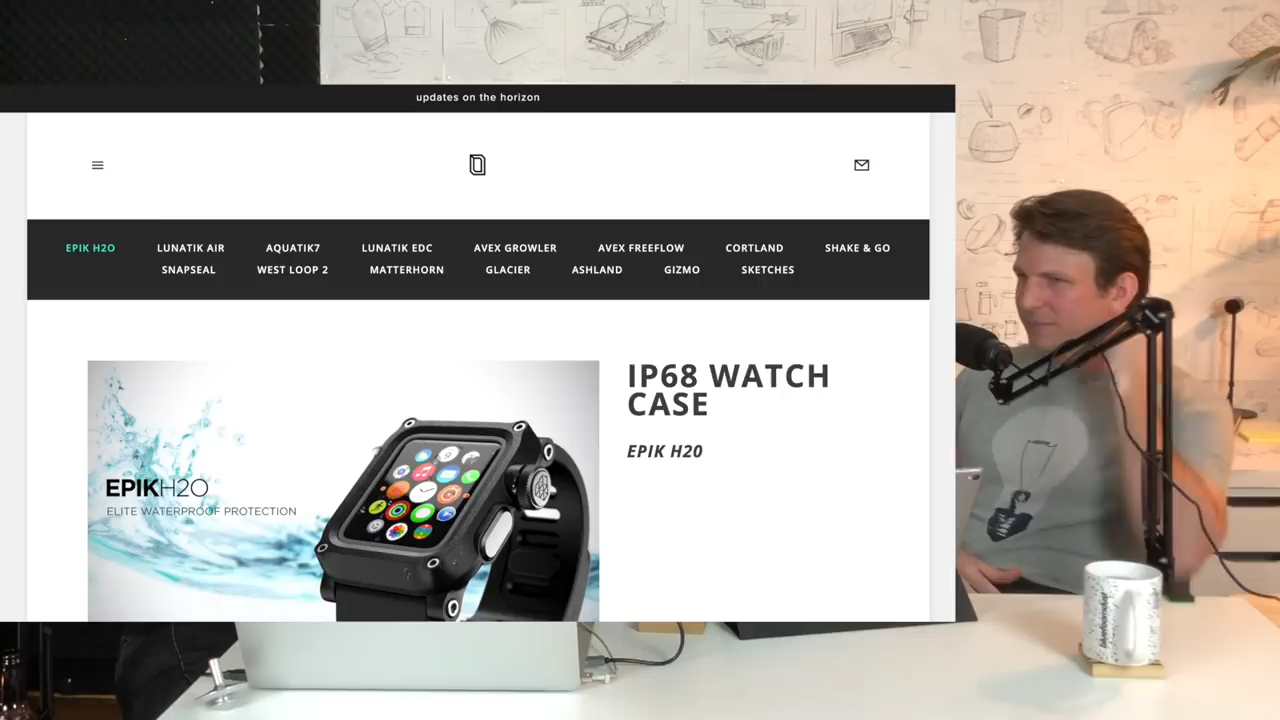 updates on the horizon
EPIK H2O LUNATIK AIR AQUATIK7 LUNATIK EDC AVEX GROWLER AVEX FREEFLOW CORTLAND SHAKE & GO
SNAPSEAL WEST LOOP 2 MATTERHORN GLACIER ASHLAND GIZMO SKETCHES
IP68 WATCH
CASE
EPIK H20
EPIKH2O
ELITE WATERPROOF PROTECTION